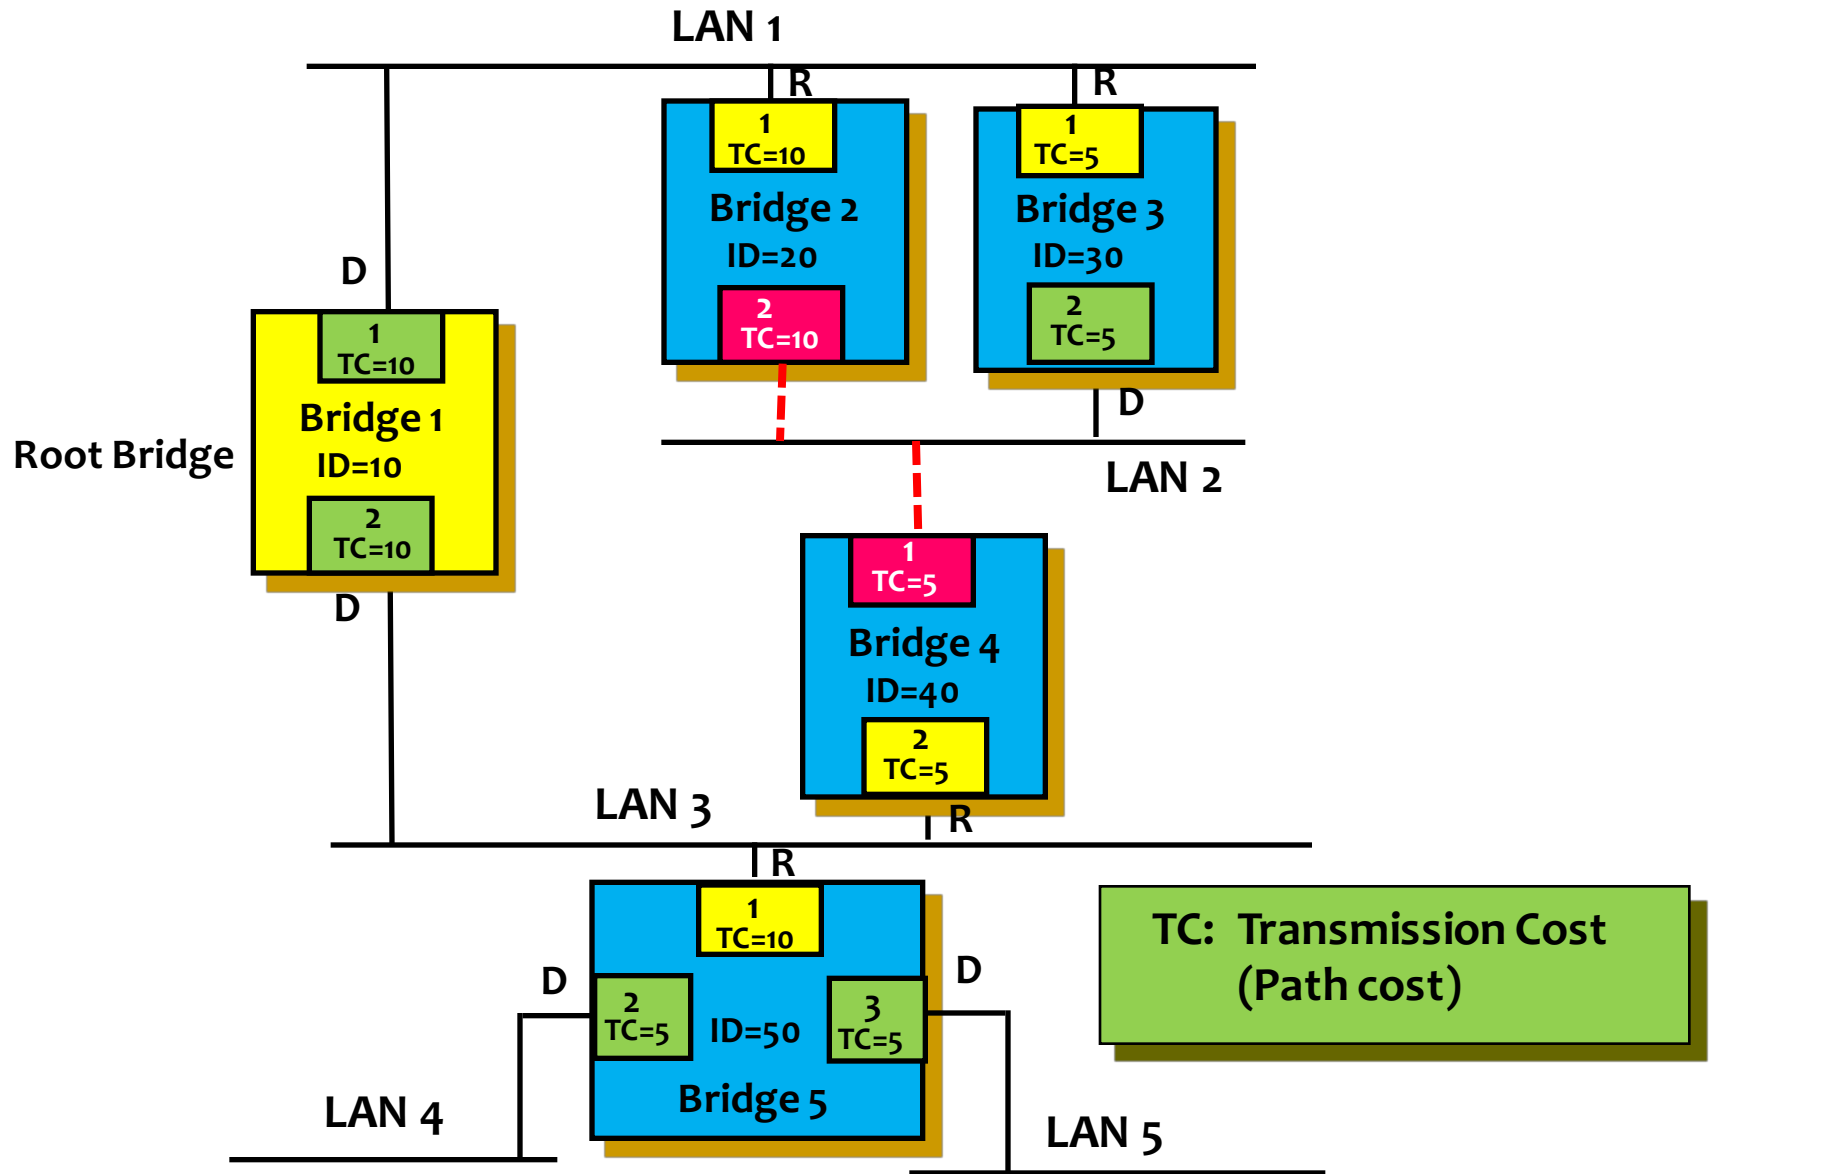 LAN 1
R
R
1
TC=10
Bridge 2
ID=20
2
TC=10
1
TC=5
Bridge 3
ID=30
2
TC=5
D
D
1
TC=10
Bridge 1
ID=10
2
TC=10
Root Bridge
D
LAN 2
1
TC=5
Bridge 4
ID=40
2
TC=5
R
LAN 3
R
1
TC=10
D
2
TC=5
ID=50
3
TC=5
D
Bridge 5
LAN 4
LAN 5
TC: Transmission Cost
(Path cost)